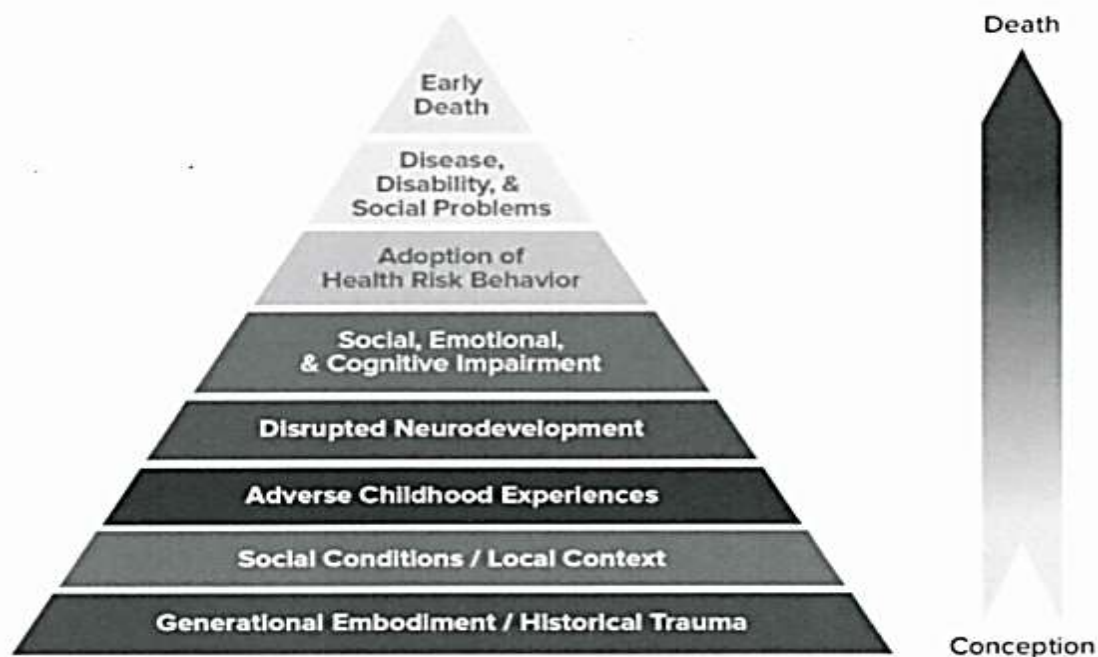 Death
Early
Death
Disease,
Disability, &
Social Problems
Adoption of
Health Risk Behavior
Social, Emotional,
& Cognitive Impairment
Disrupted Neurodevelopment
Adverse Childhood Experiences
Social Conditions / Local Context
Generational Embodiment / Historical Trauma
Conception